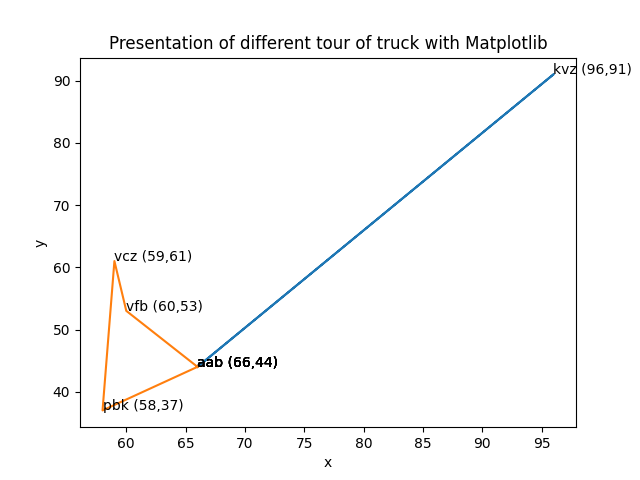 Presentation of different tour of truck with Matplotlib
kvz (96,91)
90
80
y
70
60
vcz (59,61)
vfb (60,53)
50
aab (66,44)
40
pbk (58,37)
60 65 70 75 80 85 90 95
x